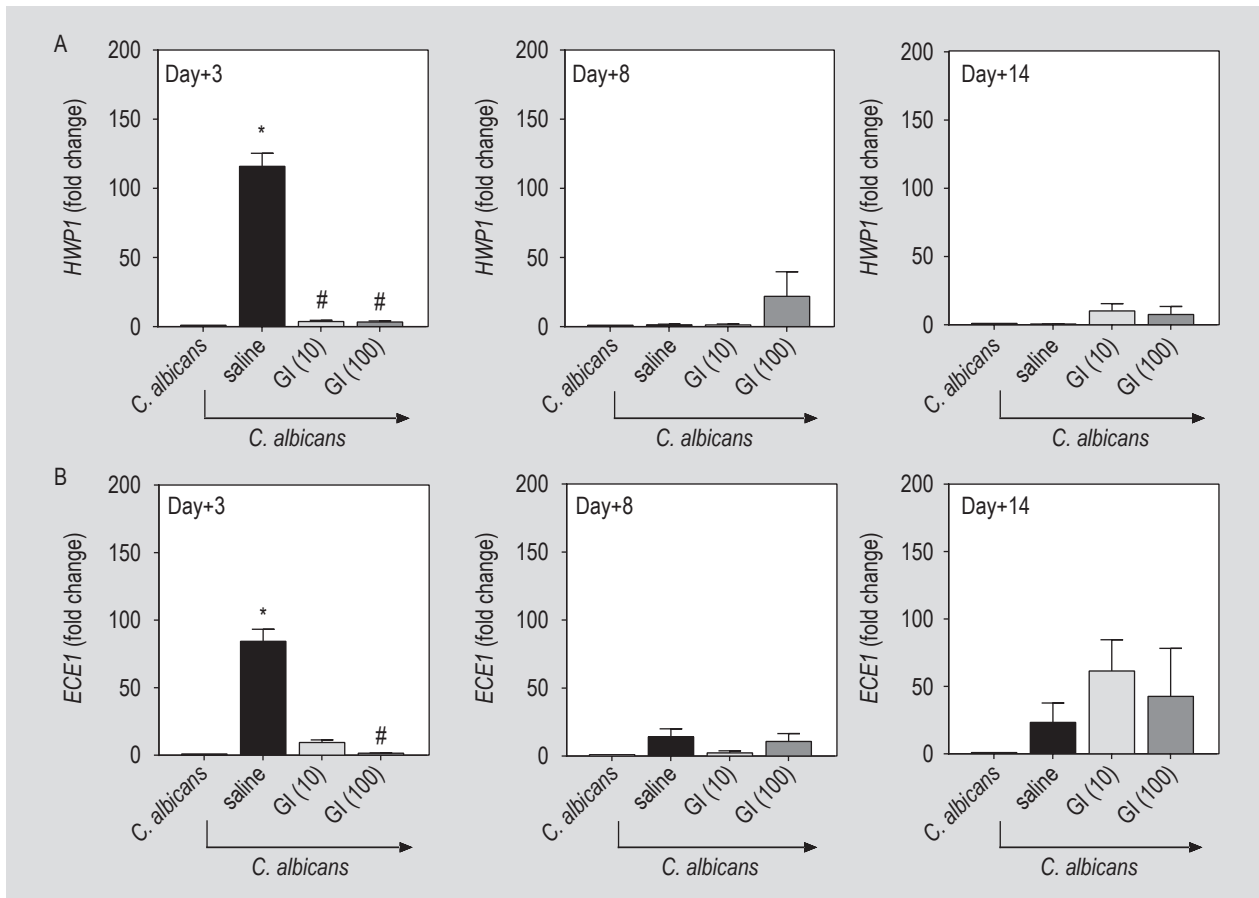 A
HWP1 (fold change)
200
150
100
50
0
Day+3
*
#
#
C. albicans
saline
GI (10)
GI (100)
C. albicans
HWP1 (fold change)
200
150
100
50
0
Day+8
C. albicans
saline
GI (10)
GI (100)
C. albicans
HWP1 (fold change)
200
150
100
50
0
Day+14
C. albicans
saline
GI (10)
GI (100)
C. albicans
B
ECE1 (fold change)
200
150
100
50
0
Day+3
*
#
C. albicans
saline
GI (10)
GI (100)
C. albicans
ECE1 (fold change)
200
150
100
50
0
Day+8
C. albicans
saline
GI (10)
GI (100)
C. albicans
ECE1 (fold change)
200
150
100
50
0
Day+14
C. albicans
saline
GI (10)
GI (100)
C. albicans